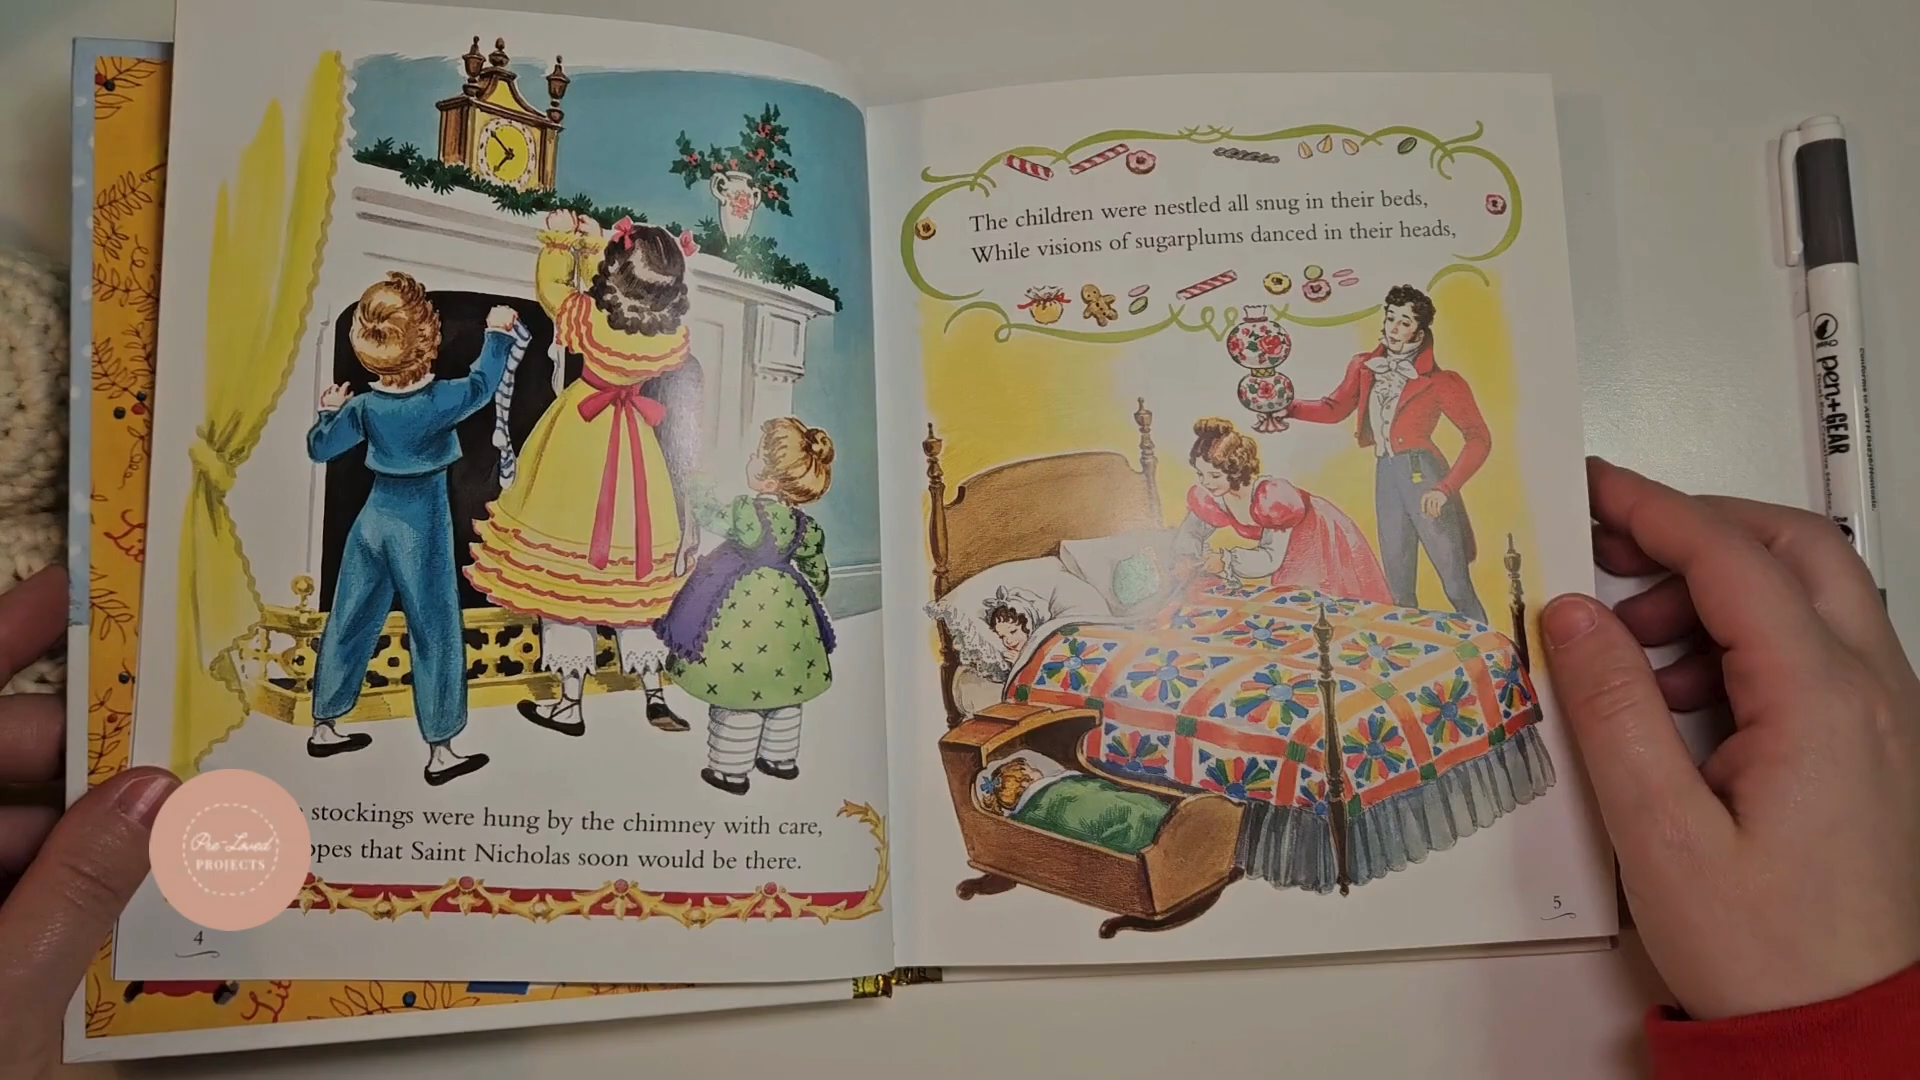 stockings were hung by the chimney with care,
that Saint Nicholas soon would be there.
4
The children were nestled all snug in their beds,
While visions of sugarplums danced in their heads,
5
Pre-Loved
PROJECTS
pen+GEAR